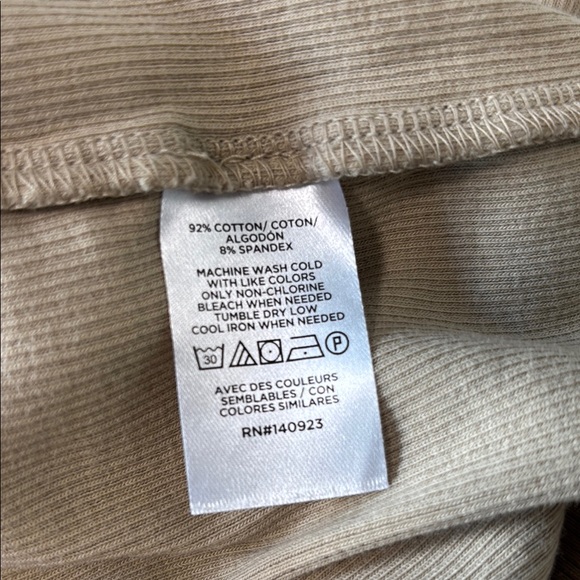 92% COTTON/ COTON/
ALGODÓN
8% SPANDEX
MACHINE WASH COLD
WITH LIKE COLORS
ONLY NON-CHLORINE
BLEACH WHEN NEEDED
TUMBLE DRY LOW
COOL IRON WHEN NEEDED
30 P
AVEC DES COULEURS
SEMBLABLES / CON
COLORES SIMILARES
RN#140923